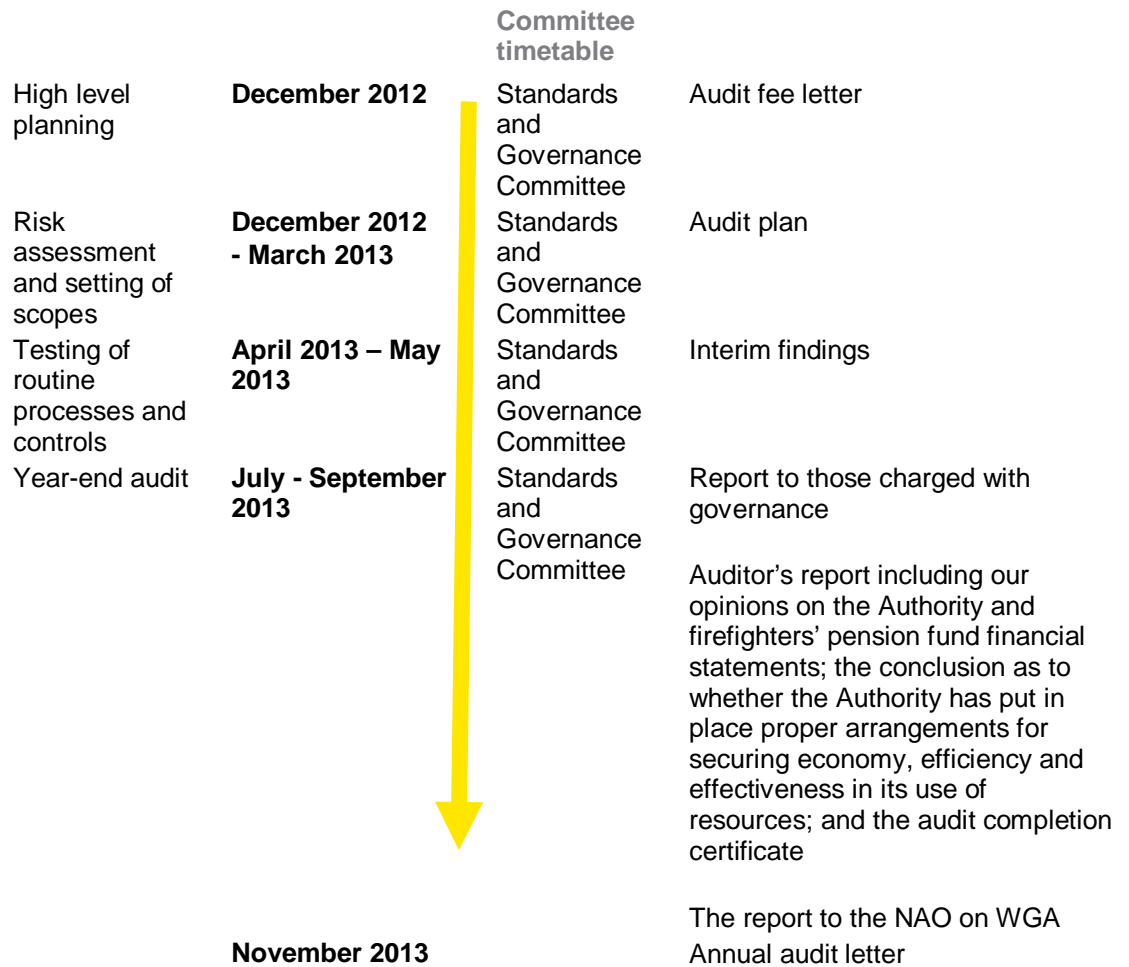 Committee
timetable
High level
planning
December 2012
Standards
and
Governance
Committee
Audit fee letter
Risk
assessment
and setting of
scopes
December 2012
- March 2013
Standards
and
Governance
Committee
Audit plan
Testing of
routine
processes and
controls
April 2013 – May
2013
Standards
and
Governance
Committee
Interim findings
Year-end audit
July - September
2013
Standards
and
Governance
Committee
Report to those charged with
governance
Auditor’s report including our
opinions on the Authority and
firefighters’ pension fund financial
statements; the conclusion as to
whether the Authority has put in
place proper arrangements for
securing economy, efficiency and
effectiveness in its use of
resources; and the audit completion
certificate
The report to the NAO on WGA
November 2013
Annual audit letter